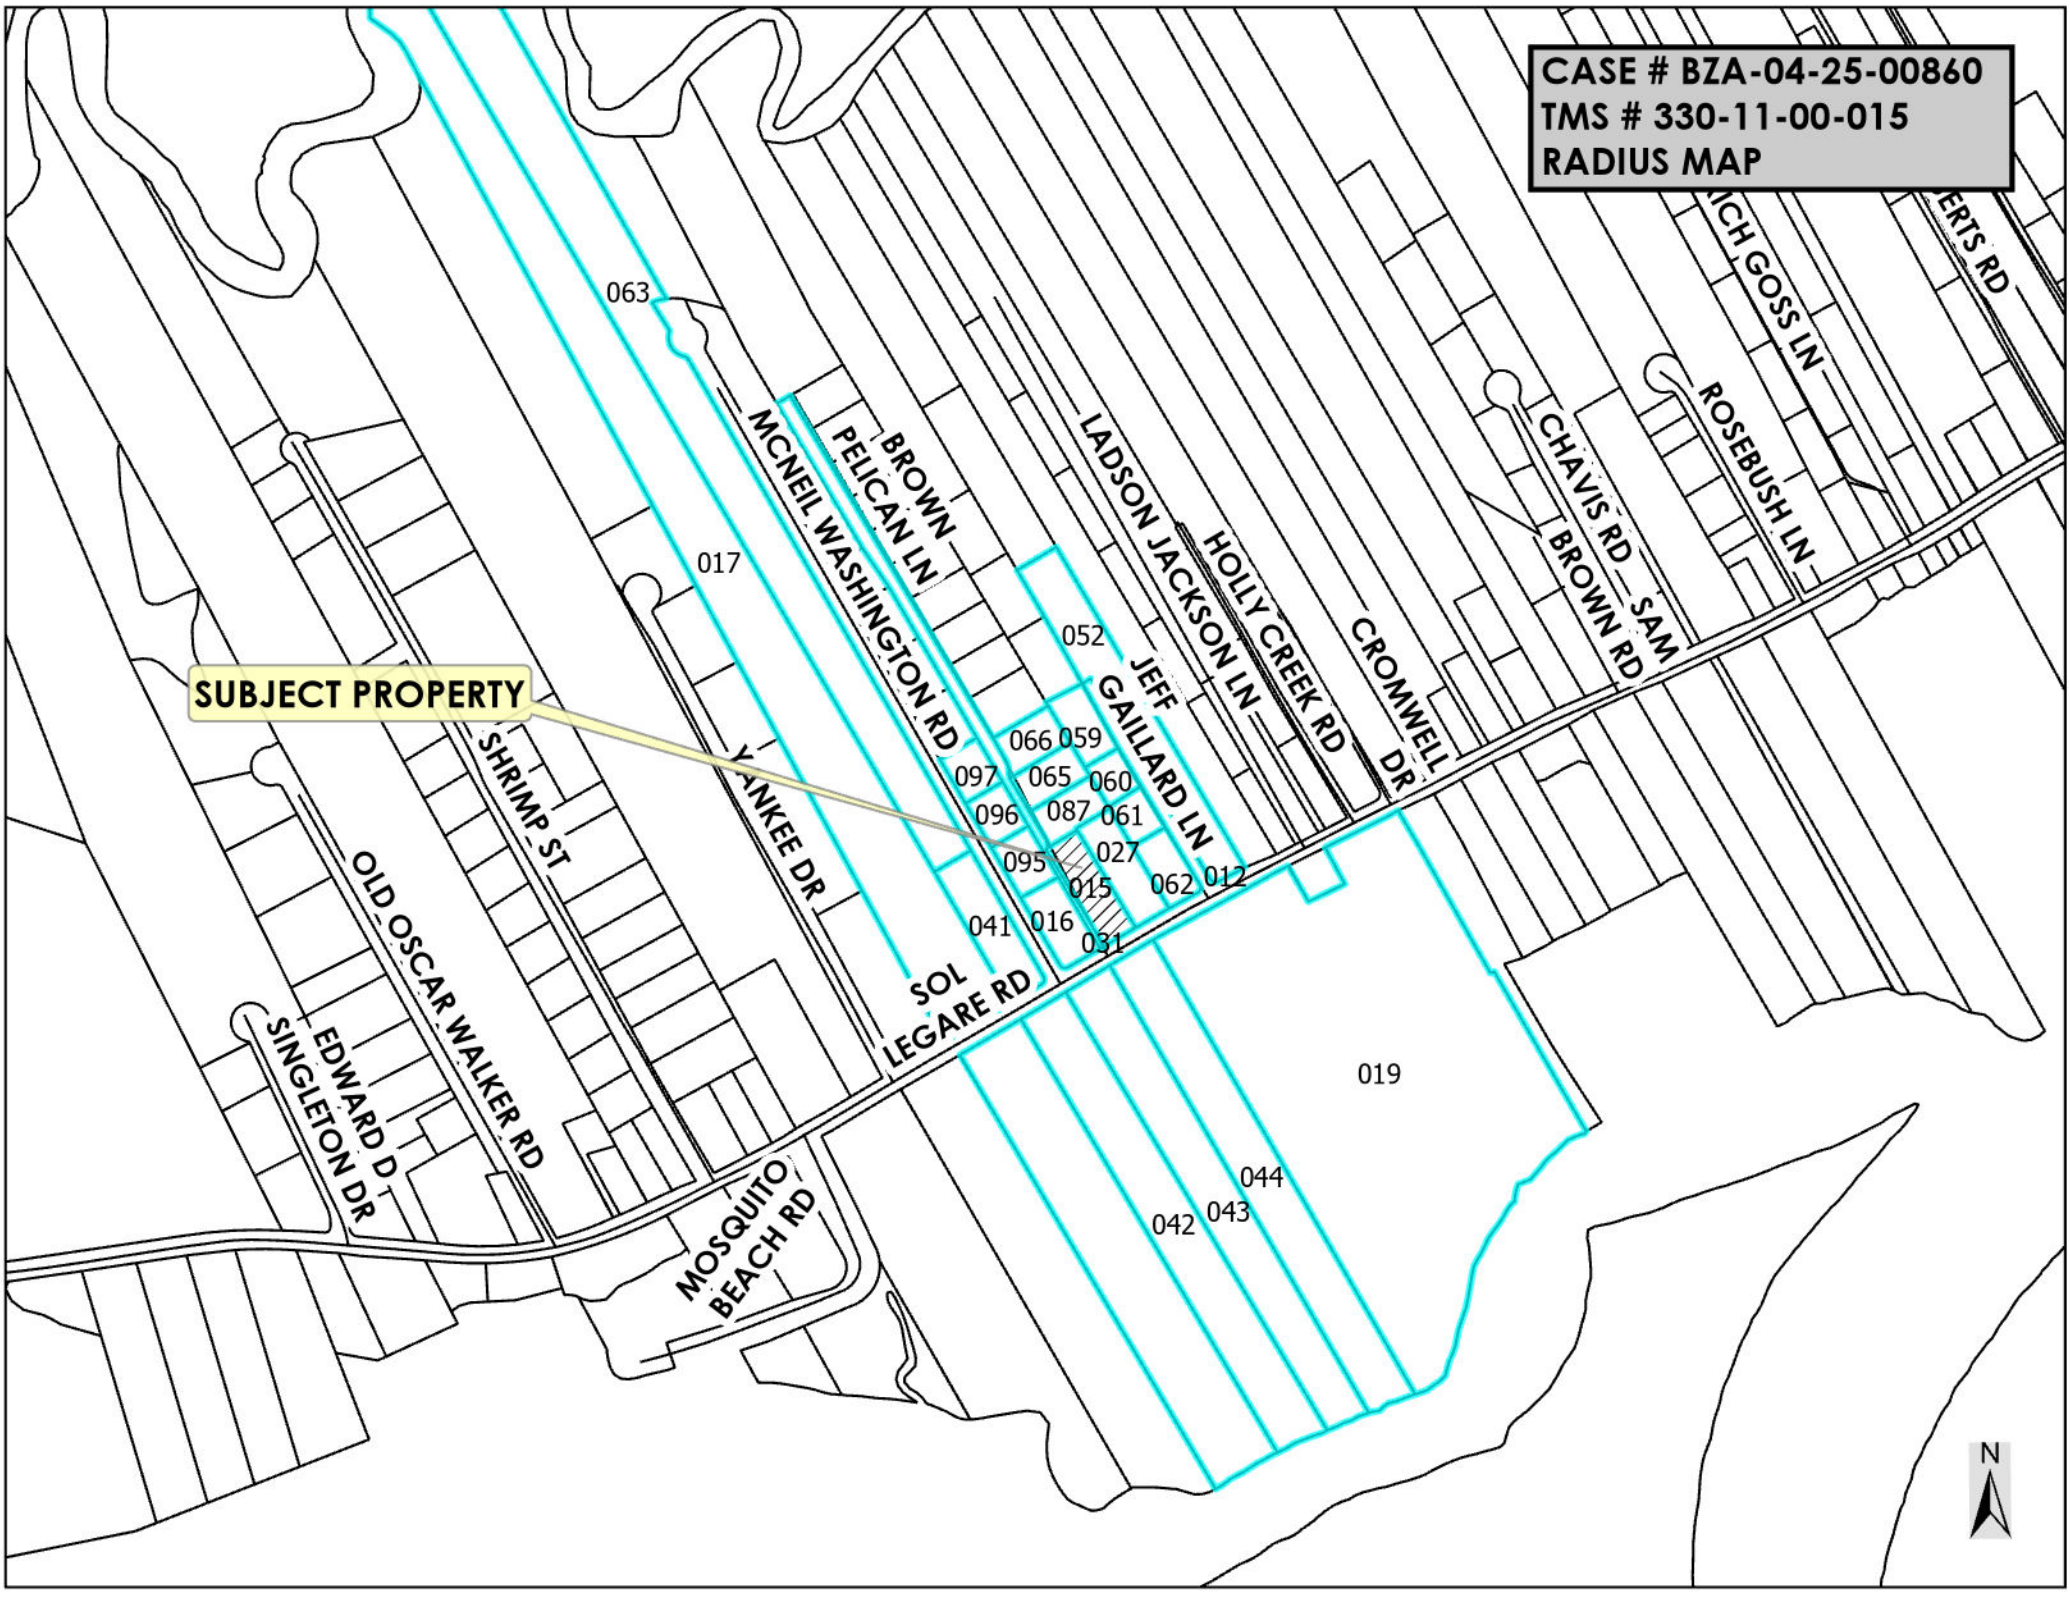 CASE # BZA-04-25-00860
TMS # 330-11-00-015
RADIUS MAP
ERTS RD
RICH GOSS LN
063
ROSEBUSH LN
CHAVIS RD
SAM
BROWN RD
MCNEIL WASHINGTON RD
BROWN
PELICAN LN
LADSON JACKSON LN
HOLLY CREEK RD
CROMWELL
DR
017
052
JEFF
GAILLARD LN
SUBJECT PROPERTY
066
059
097
065
060
096
087
061
095
027
015
062
012
041
016
031
SHRIMP ST
YANKEE DR
OLD OSCAR WALKER RD
SOL
LEGARE RD
EDWARD D
SINGLETON DR
019
MOSQUITO
BEACH RD
044
043
042
N